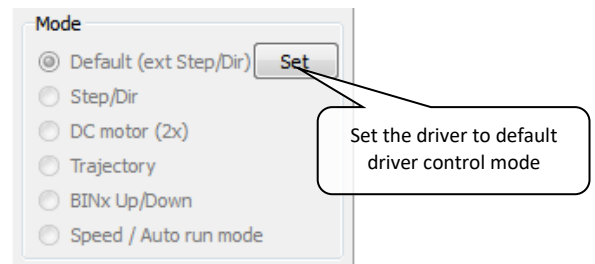 Mode
Default (ext Step/Dir) Set
Step/Dir
DC motor (2x)
Trajectory
BINx Up/Down
Speed / Auto run mode
Set the driver to default
driver control mode